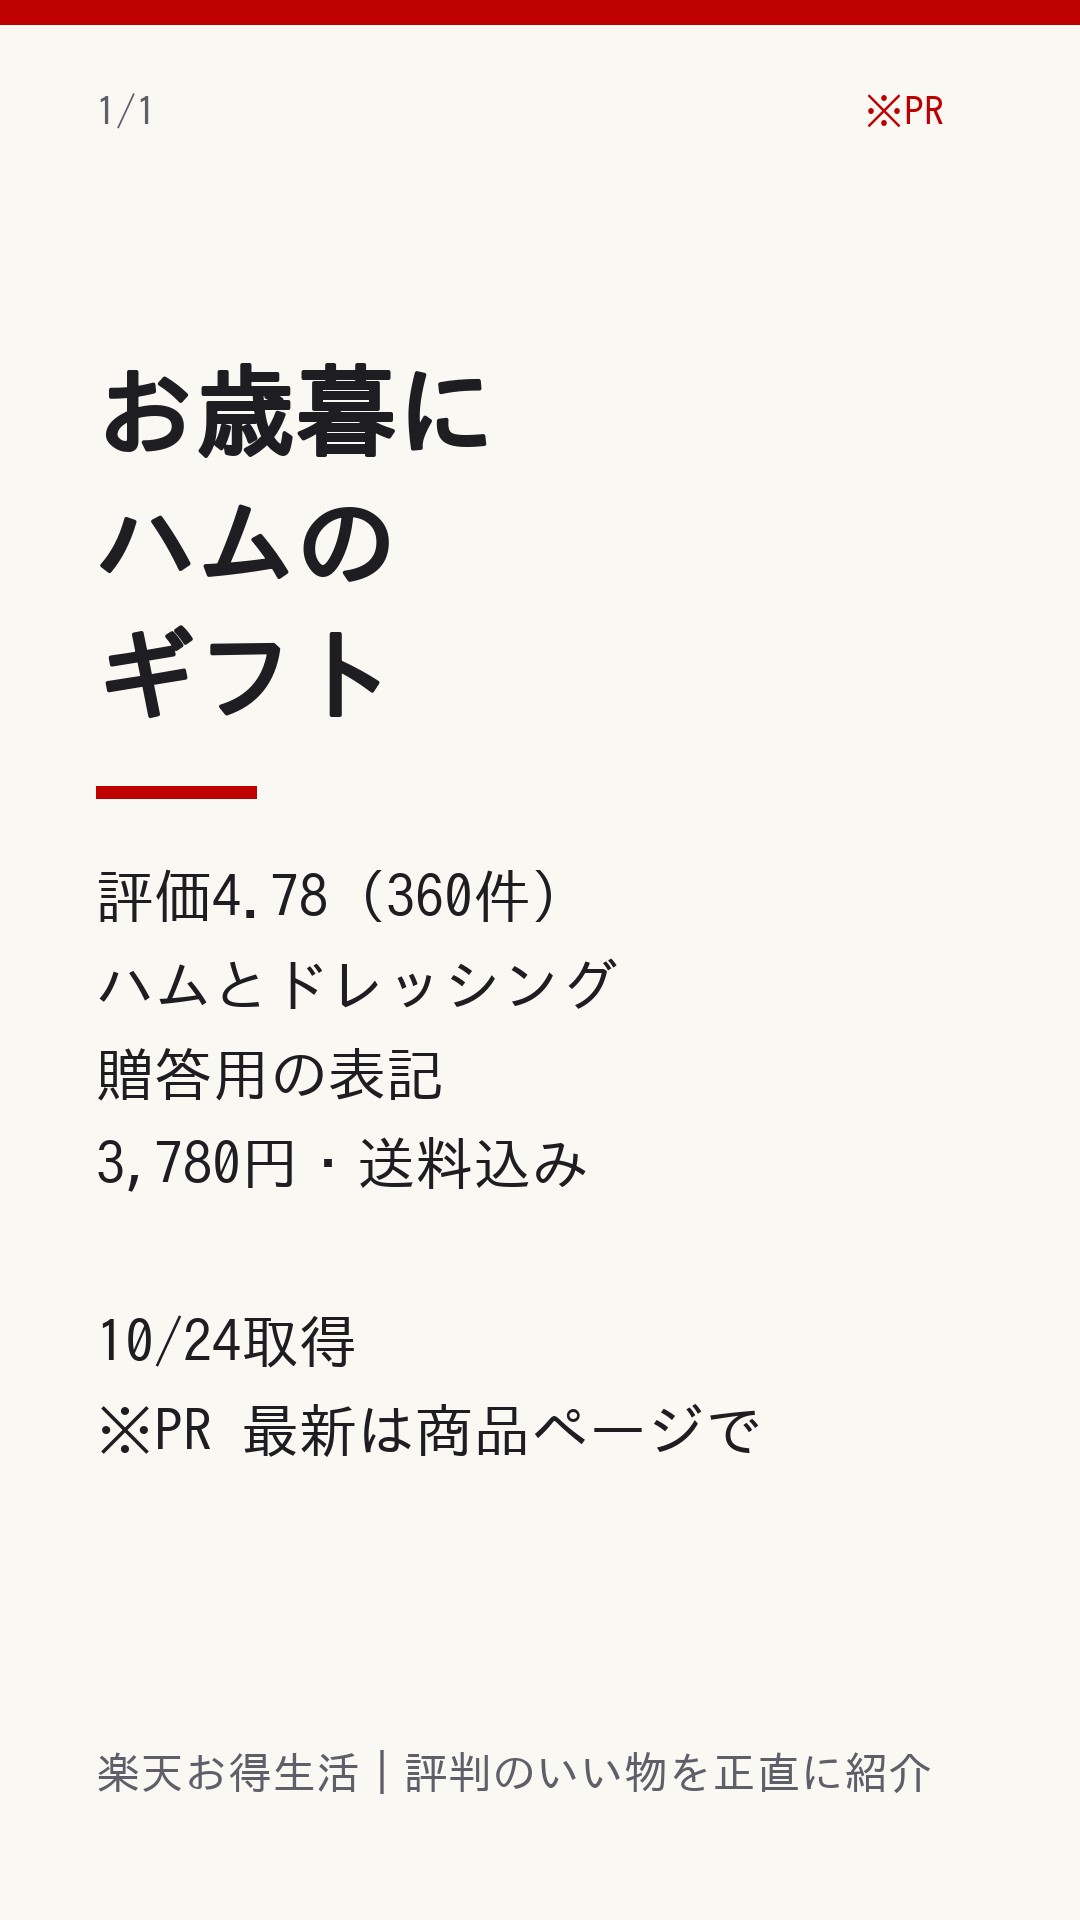 1/1
※PR
お歳暮に
ハムの
ギフト
評価4.78（360件）
ハムとドレッシング
贈答用の表記
3,780円・送料込み
10/24取得
※PR 最新は商品ページで
楽天お得生活｜評判のいい物を正直に紹介